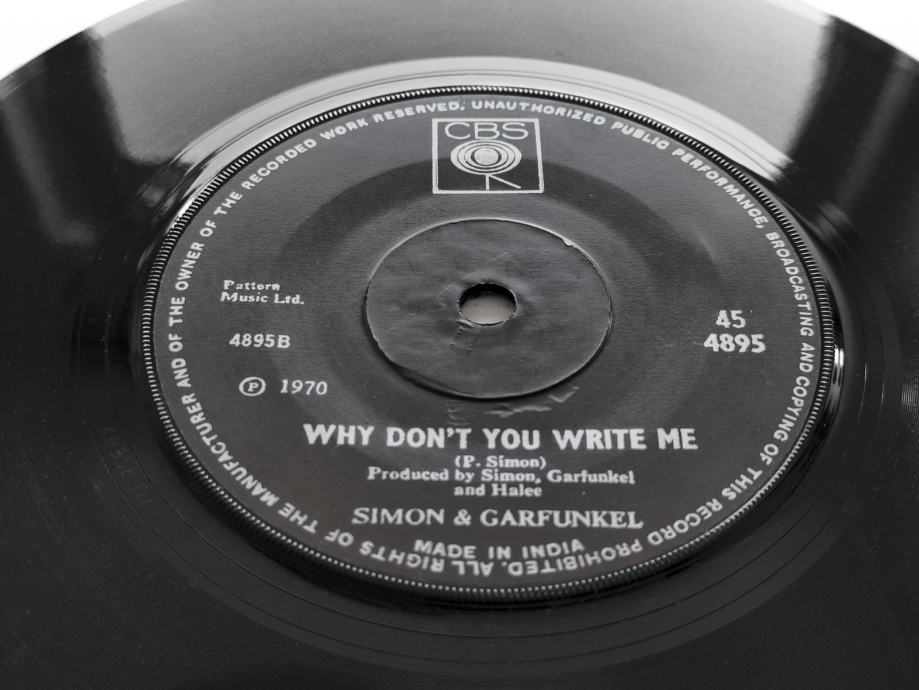 ALL RIGHTS OF THE MANUFACTURER AND OF THE OWNER OF THE RECORDED WORK RESERVED. UNAUTHORIZED PUBLIC PERFORMANCE, BROADCASTING AND COPYING OF THIS RECORD PROHIBITED.
CBS
Pattern
Music Ltd.
4895B
Ⓟ 1970
45
4895
WHY DON'T YOU WRITE ME
(P. Simon)
Produced by Simon, Garfunkel
and Halee
SIMON & GARFUNKEL
MADE IN INDIA